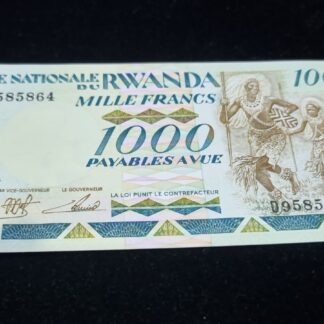 E NATIONALE DU RWANDA 100
585864
MILLE FRANCS
1000
PAYABLES A VUE
VICE-GOUVERNEUR LE GOUVERNEUR
LA LOI PUNIT LE CONTREFACTEUR
D9585